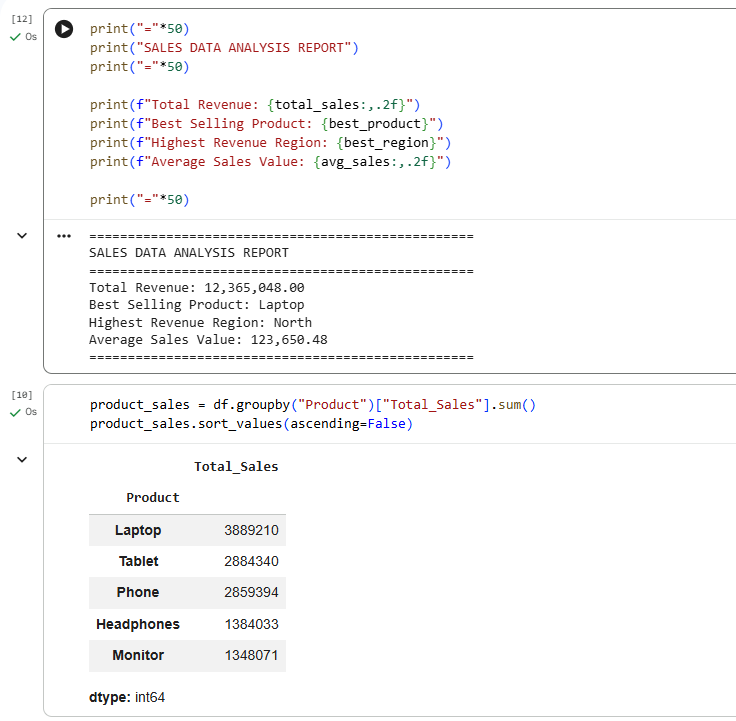 [12]
0s
print("="*50)
print("SALES DATA ANALYSIS REPORT")
print("="*50)
print(f"Total Revenue: {total_sales:,.2f}")
print(f"Best Selling Product: {best_product}")
print(f"Highest Revenue Region: {best_region}")
print(f"Average Sales Value: {avg_sales:,.2f}")
print("="*50)
==================================================
SALES DATA ANALYSIS REPORT
==================================================
Total Revenue: 12,365,048.00
Best Selling Product: Laptop
Highest Revenue Region: North
Average Sales Value: 123,650.48
==================================================
[10]
0s
product_sales = df.groupby("Product")["Total_Sales"].sum()
product_sales.sort_values(ascending=False)
Total_Sales
Product
Laptop 3889210
Tablet 2884340
Phone 2859394
Headphones 1384033
Monitor 1348071
dtype: int64